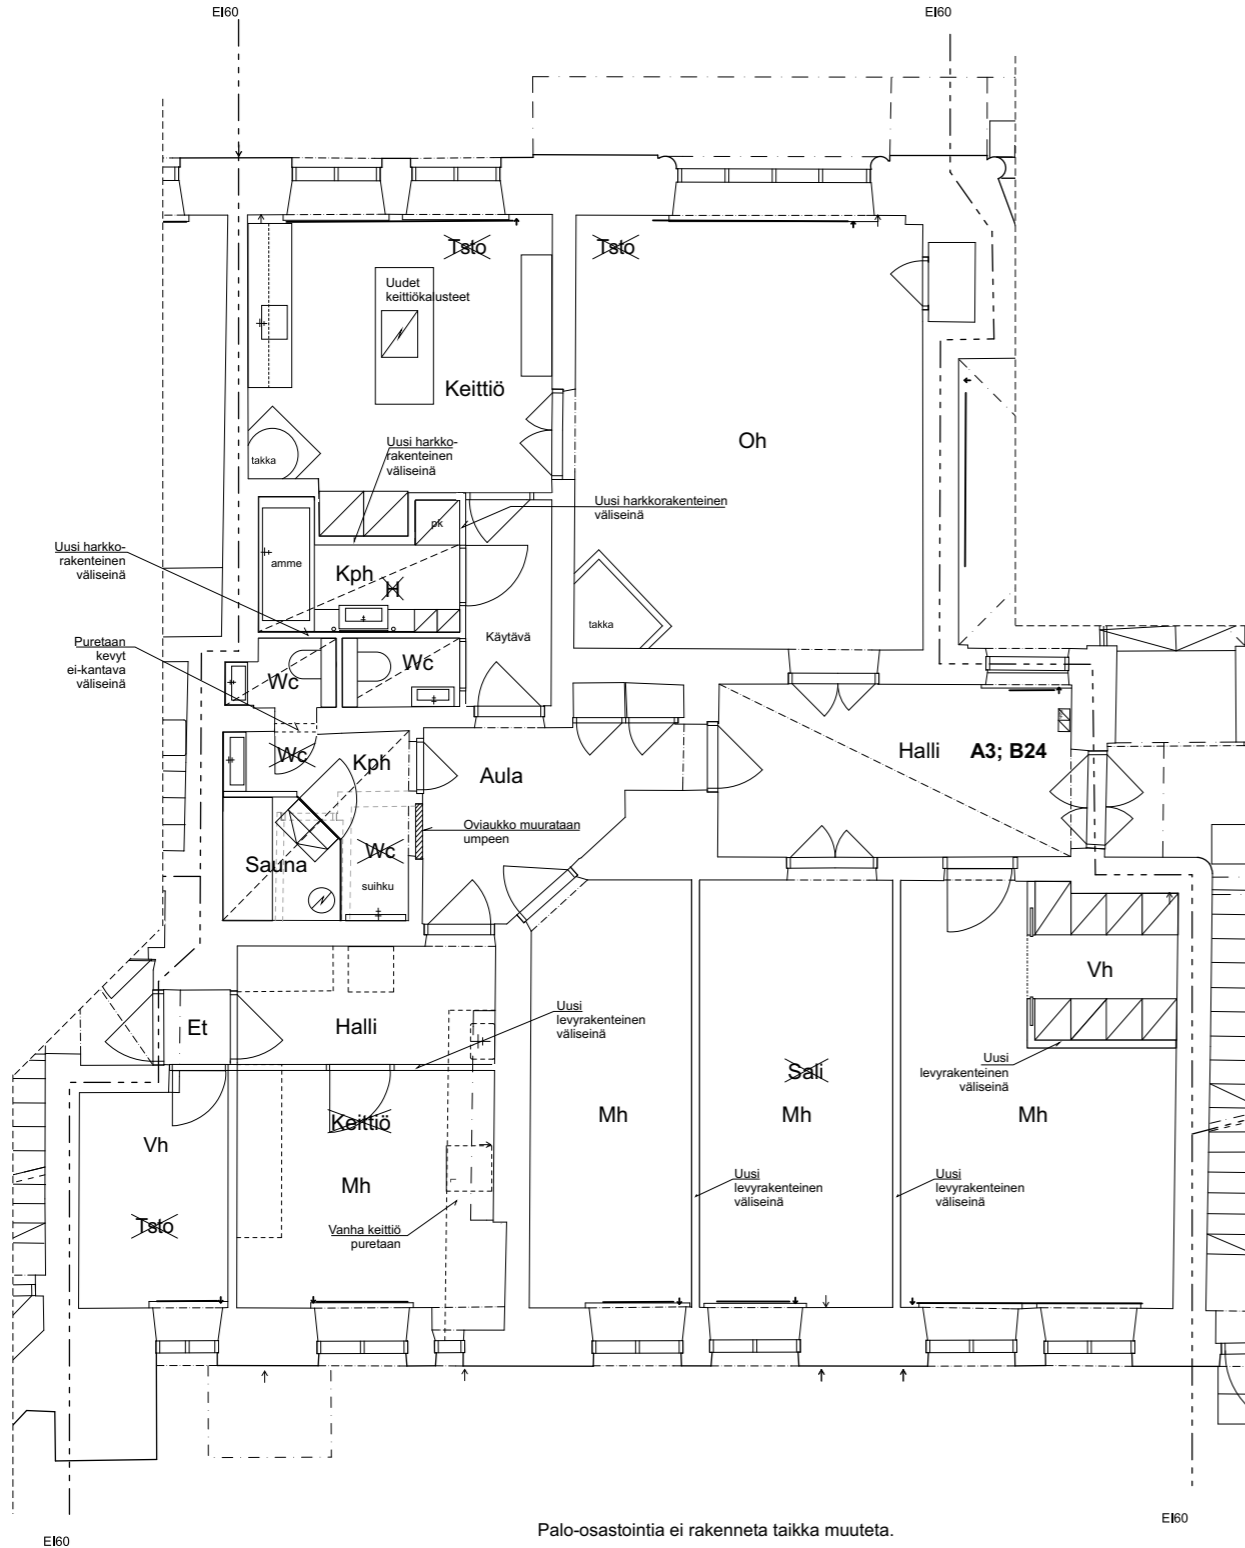 EI60
EI60
Tsto
Tsto
Uudet
keittiökalusteet
Keittiö
Oh
takka
Uusi harkko-
rakenteinen
väliseinä
Uusi harkkorakenteinen
väliseinä
pk
Uusi harkko-
rakenteinen
väliseinä
amme
Kph
H
takka
Käytävä
Puretaan
kevyt
ei-kantava
väliseinä
Wc
Wc
Wc
Kph
Aula
Halli
A3; B24
Oviaukko muurataan
umpeen
Sauna
Wc
suihku
Vh
Et
Halli
Uusi
levyrakenteinen
väliseinä
Uusi
levyrakenteinen
väliseinä
Sali
Keittiö
Mh
Mh
Mh
Vh
Mh
Uusi
levyrakenteinen
väliseinä
Uusi
levyrakenteinen
väliseinä
Tsto
Vanha keittiö
puretaan
Palo-osastointia ei rakenneta taikka muuteta.
EI60
EI60